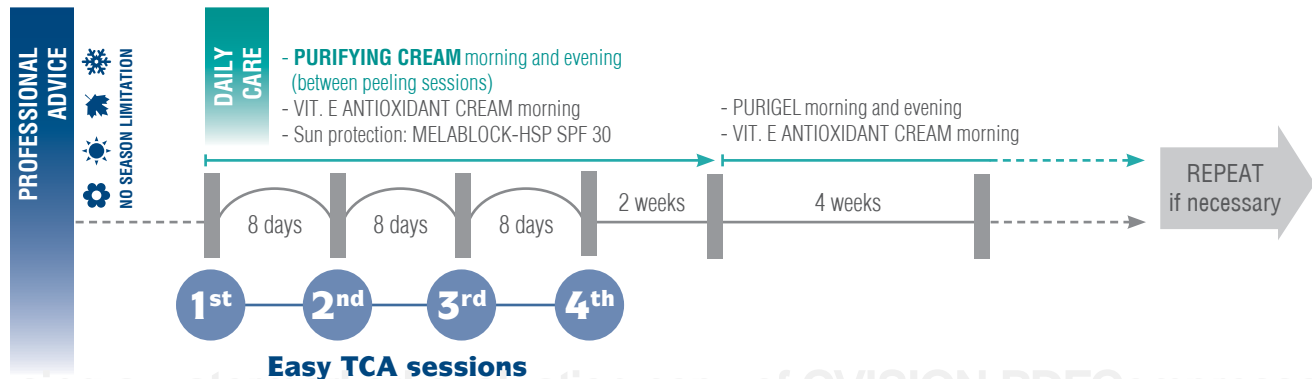 PROFESSIONAL
ADVICE
NO SEASON LIMITATION
DAILY
CARE
- PURIFYING CREAM morning and evening
(between peeling sessions)
- VIT. E ANTIOXIDANT CREAM morning
- Sun protection: MELABLOCK-HSP SPF 30
- PURIGEL morning and evening
- VIT. E ANTIOXIDANT CREAM morning
REPEAT
if necessary
8 days
8 days
8 days
2 weeks
4 weeks
1st
2nd
3rd
4th
Easy TCA sessions